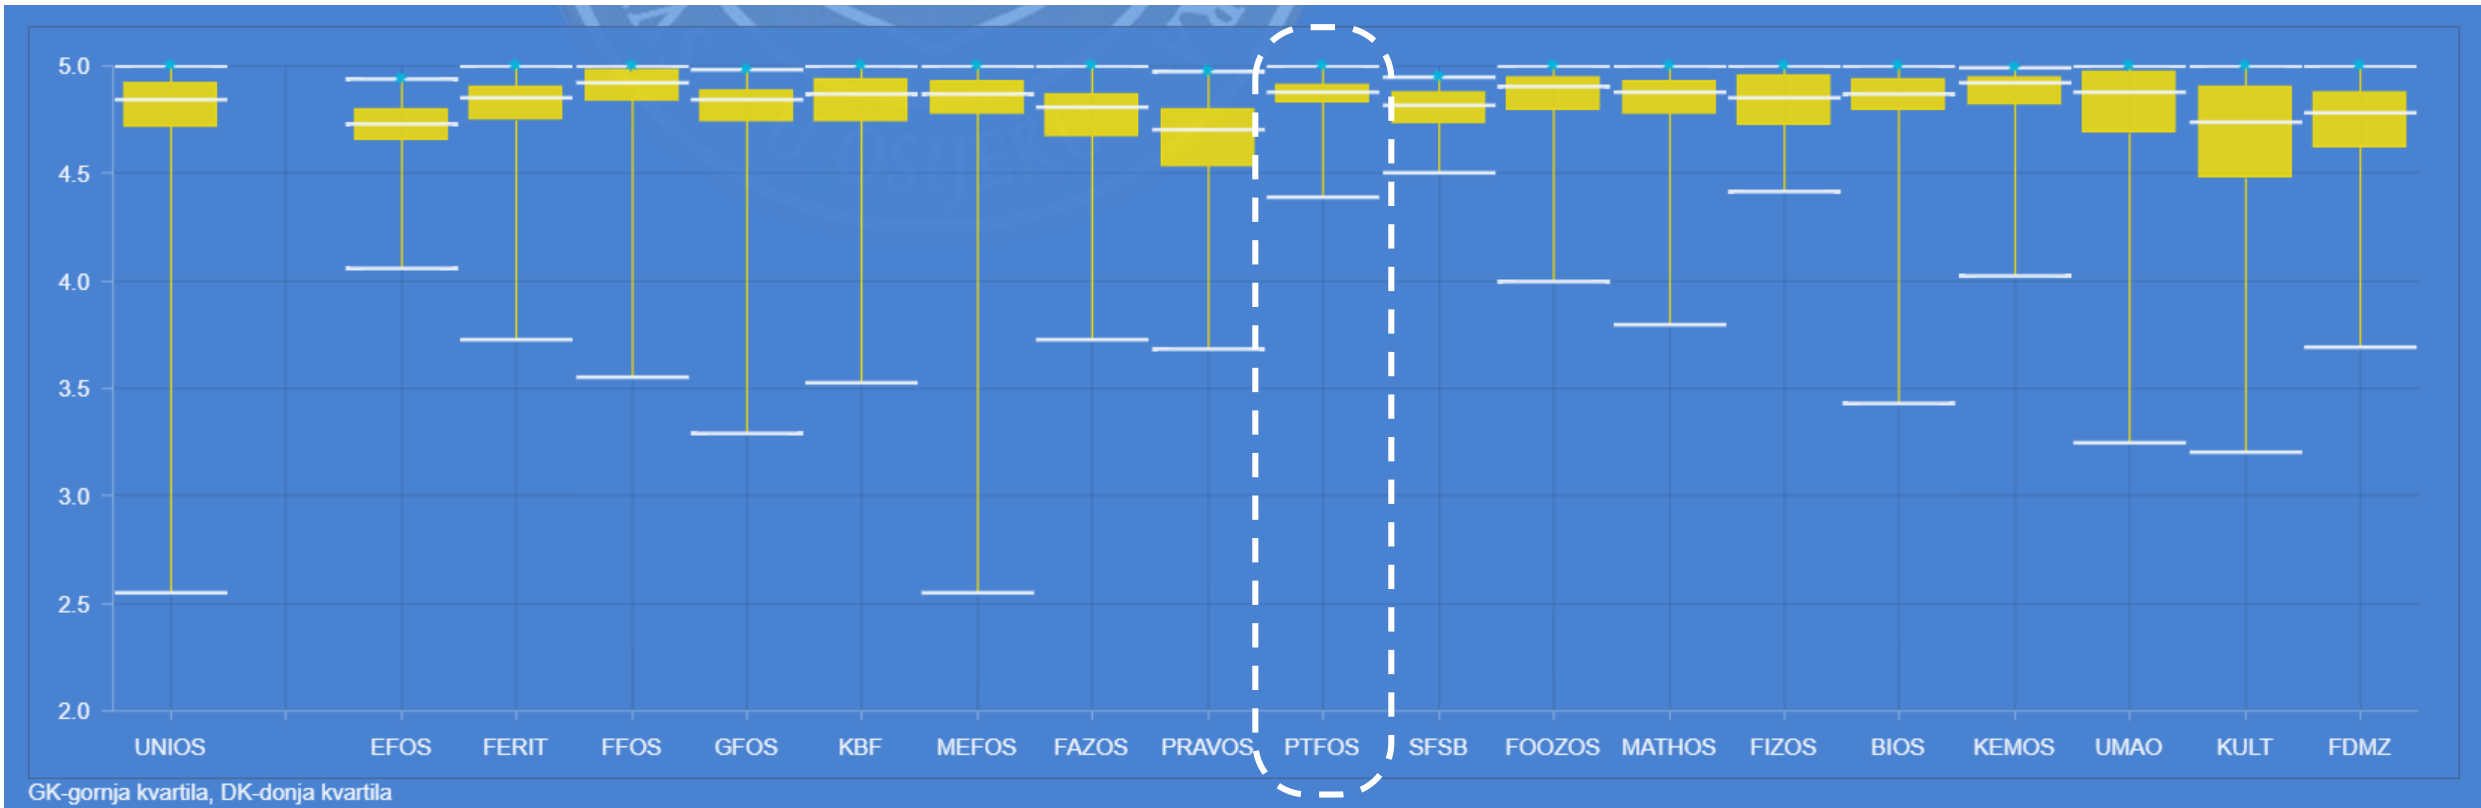 U OSIJEKU
5.0
4.5
4.0
3.5
3.0
2.5
2.0
UNIOS EFOS FERIT FFOS GFOS KBF MEFOS FAZOS PRAVOS PTFOS SFSB FOOZOS MATHOS FIZOS BIOS KEMOS UMAO KULT FDMZ
GK-gornja kvartila, DK-donja kvartila